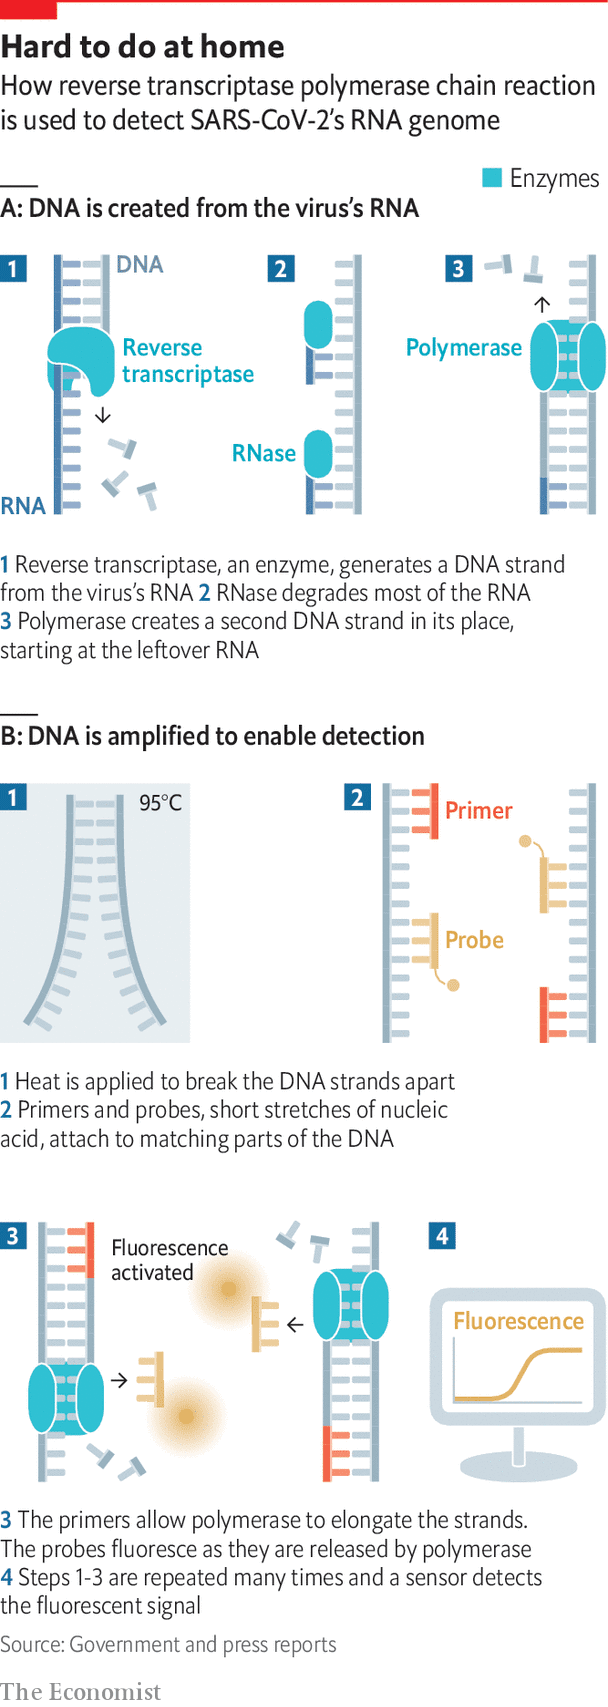 Hard to do at home
How reverse transcriptase polymerase chain reaction
is used to detect SARS-CoV-2's RNA genome
Enzymes
A: DNA is created from the virus's RNA
1
DNA
2
3
Reverse
transcriptase
Polymerase
RNase
RNA
1 Reverse transcriptase, an enzyme, generates a DNA strand
from the virus's RNA 2 RNase degrades most of the RNA
3 Polymerase creates a second DNA strand in its place,
starting at the leftover RNA
B: DNA is amplified to enable detection
1
95°C
2
Primer
Probe
1 Heat is applied to break the DNA strands apart
2 Primers and probes, short stretches of nucleic
acid, attach to matching parts of the DNA
3
Fluorescence
activated
4
Fluorescence
3 The primers allow polymerase to elongate the strands.
The probes fluoresce as they are released by polymerase
4 Steps 1-3 are repeated many times and a sensor detects
the fluorescent signal
Source: Government and press reports
The Economist